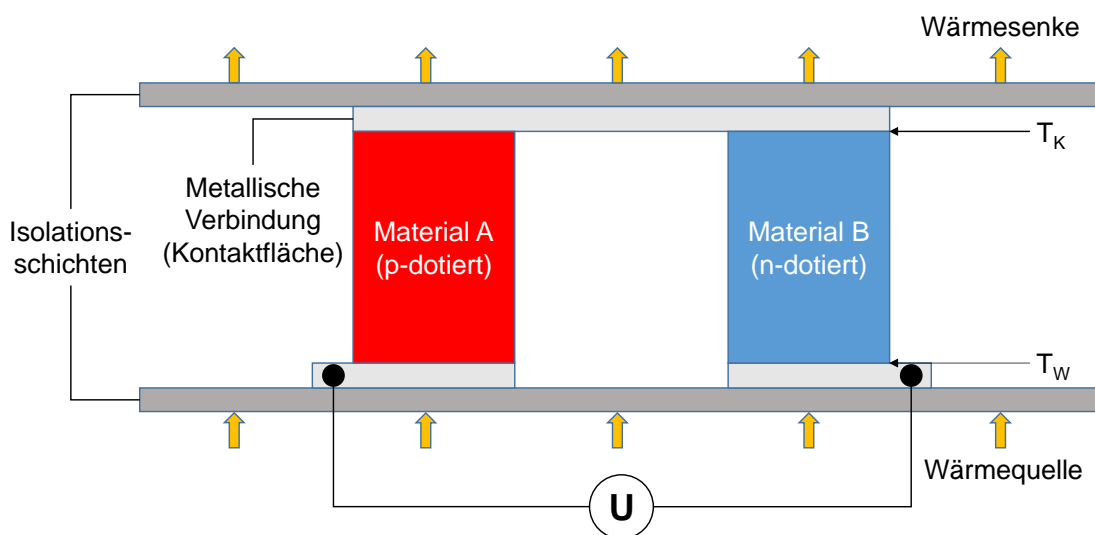 Wärmesenke
T_K
Metallische
Verbindung
(Kontaktfläche)
Material A
(p-dotiert)
Material B
(n-dotiert)
Isolations-
schichten
T_W
Wärmequelle
U